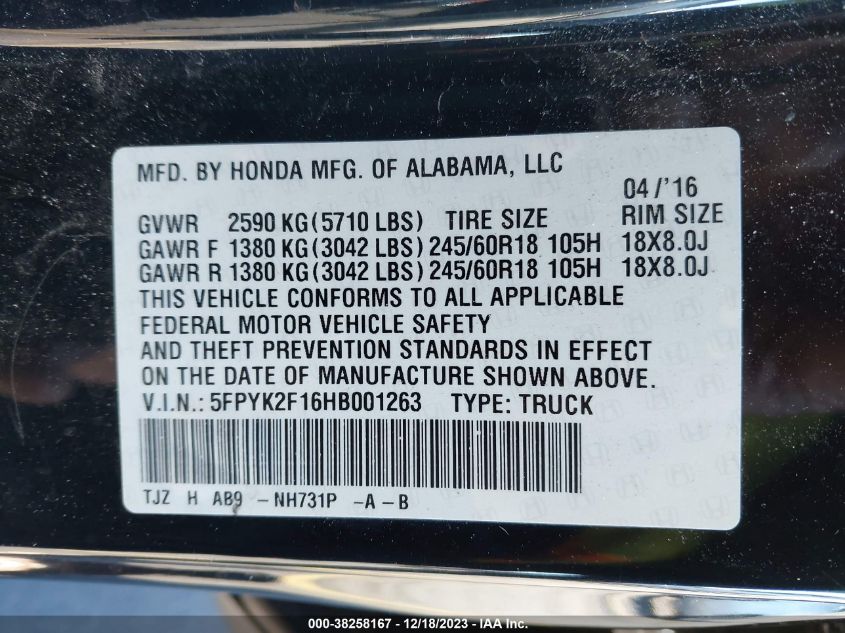 MFD. BY HONDA MFG. OF ALABAMA, LLC
04/'16
GVWR 2590 KG(5710 LBS) TIRE SIZE RIM SIZE
GAWR F 1380 KG(3042 LBS) 245/60R18 105H 18X8.0J
GAWR R 1380 KG(3042 LBS) 245/60R18 105H 18X8.0J
THIS VEHICLE CONFORMS TO ALL APPLICABLE
FEDERAL MOTOR VEHICLE SAFETY
AND THEFT PREVENTION STANDARDS IN EFFECT
ON THE DATE OF MANUFACTURE SHOWN ABOVE.
V.I.N.: 5FPYK2F16HB001263 TYPE: TRUCK
TJZ H AB9 -NH731P -A-B
000-38258167 - 12/18/2023 - IAA Inc.